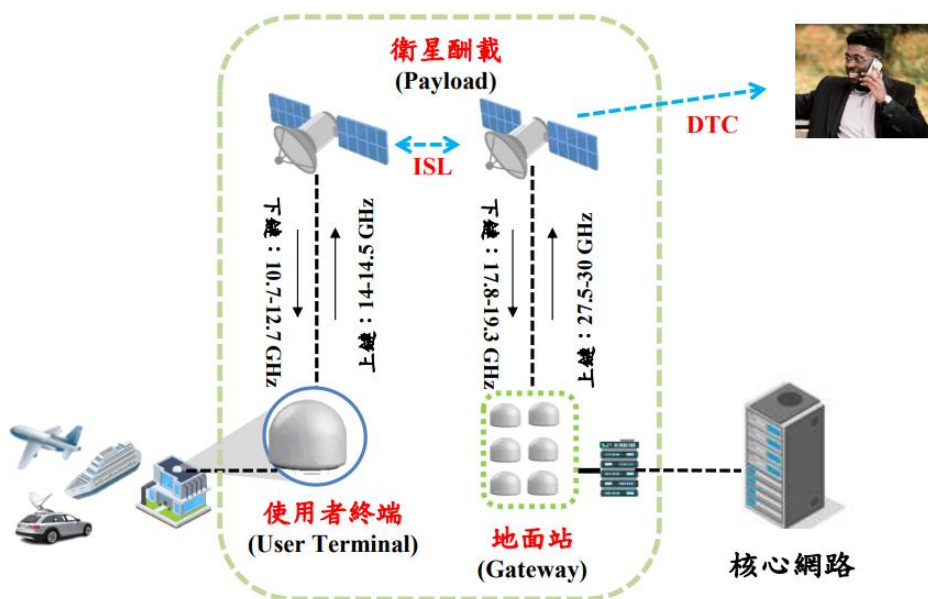 衛星酬載
(Payload)
ISL
DTC
下鏈：10.7-12.7 GHz
上鏈：14-14.5 GHz
下鏈：17.8-19.3 GHz
上鏈：27.5-30 GHz
使用者終端
(User Terminal)
地面站
(Gateway)
核心網路